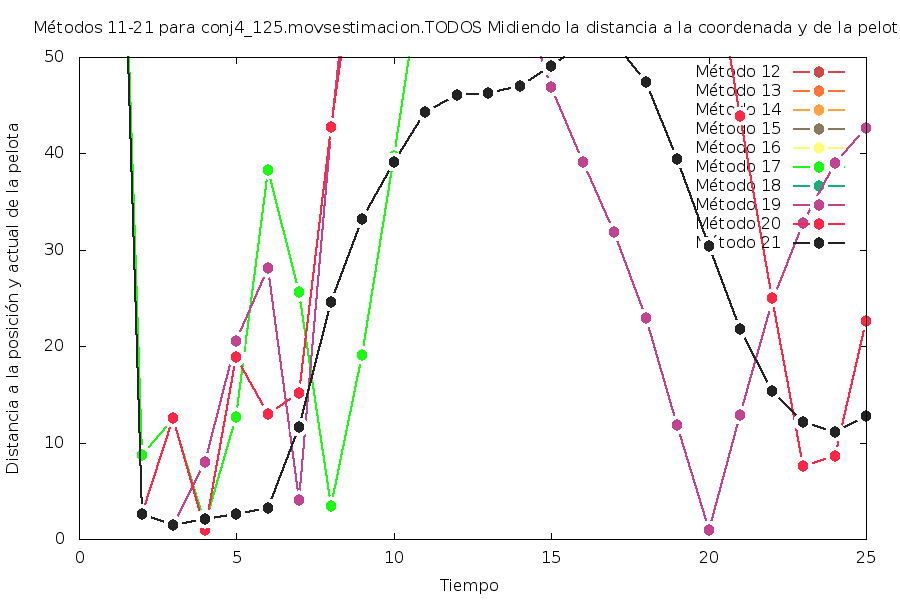 Métodos 11-21 para conj4_125.movsestimacion.TODOS Midiendo la distancia a la coordenada y de la pelot
50
40
30
20
10
0
0 5 10 15 20 25
Distancia a la posición y actual de la pelota
Tiempo
Método 12
Método 13
Método 14
Método 15
Método 16
Método 17
Método 18
Método 19
Método 20
Método 21